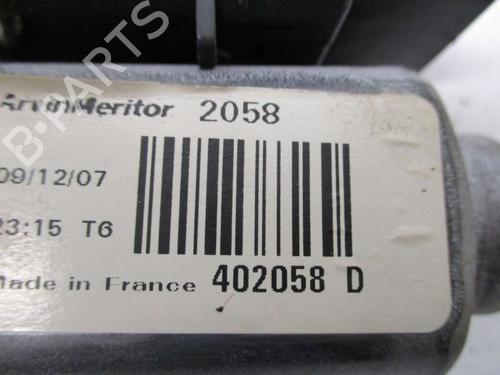 ArvinMeritor 2058
09/12/07
23:15 T6
Made in France 402058 D
B-PARTS